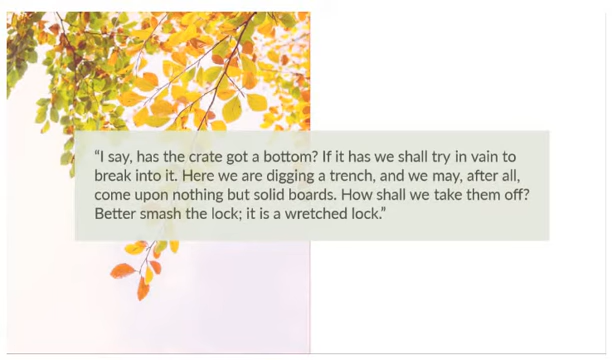 “I say, has the crate got a bottom? If it has we shall try in vain to
break into it. Here we are digging a trench, and we may, after all,
come upon nothing but solid boards. How shall we take them off?
Better smash the lock; it is a wretched lock.”